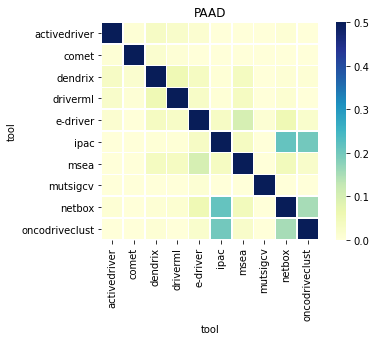 PAAD
activedriver
comet
dendrix
driverml
e-driver
ipac
msea
mutsigcv
netbox
oncodriveclust
tool
activedriver
comet
dendrix
driverml
e-driver
ipac
msea
mutsigcv
netbox
oncodriveclust
tool
0.5
0.4
0.3
0.2
0.1
0.0